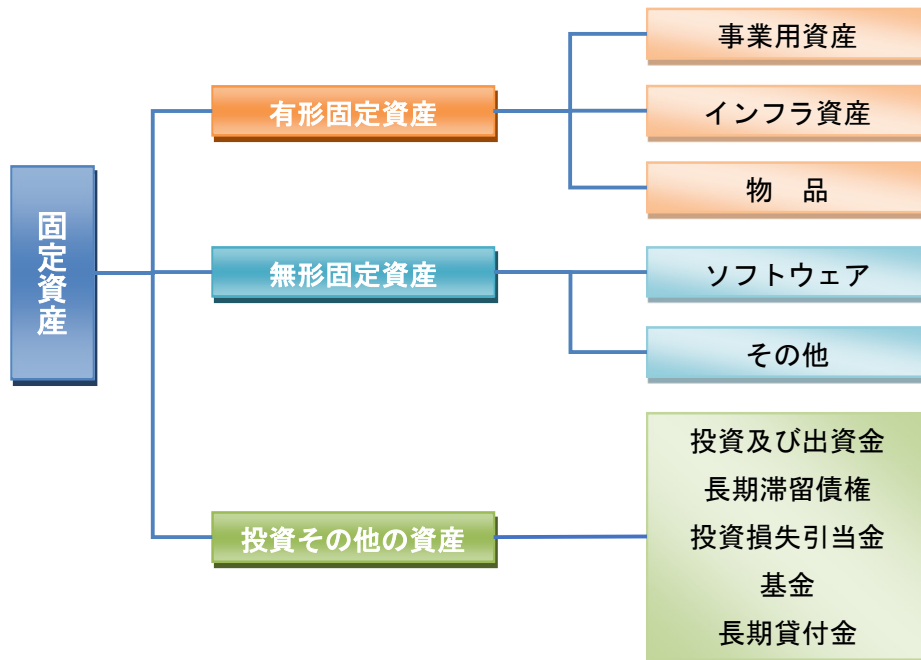 固定資産
有形固定資産
事業用資産
インフラ資産
物　品
無形固定資産
ソフトウェア
その他
投資その他の資産
投資及び出資金
長期滞留債権
投資損失引当金
基金
長期貸付金